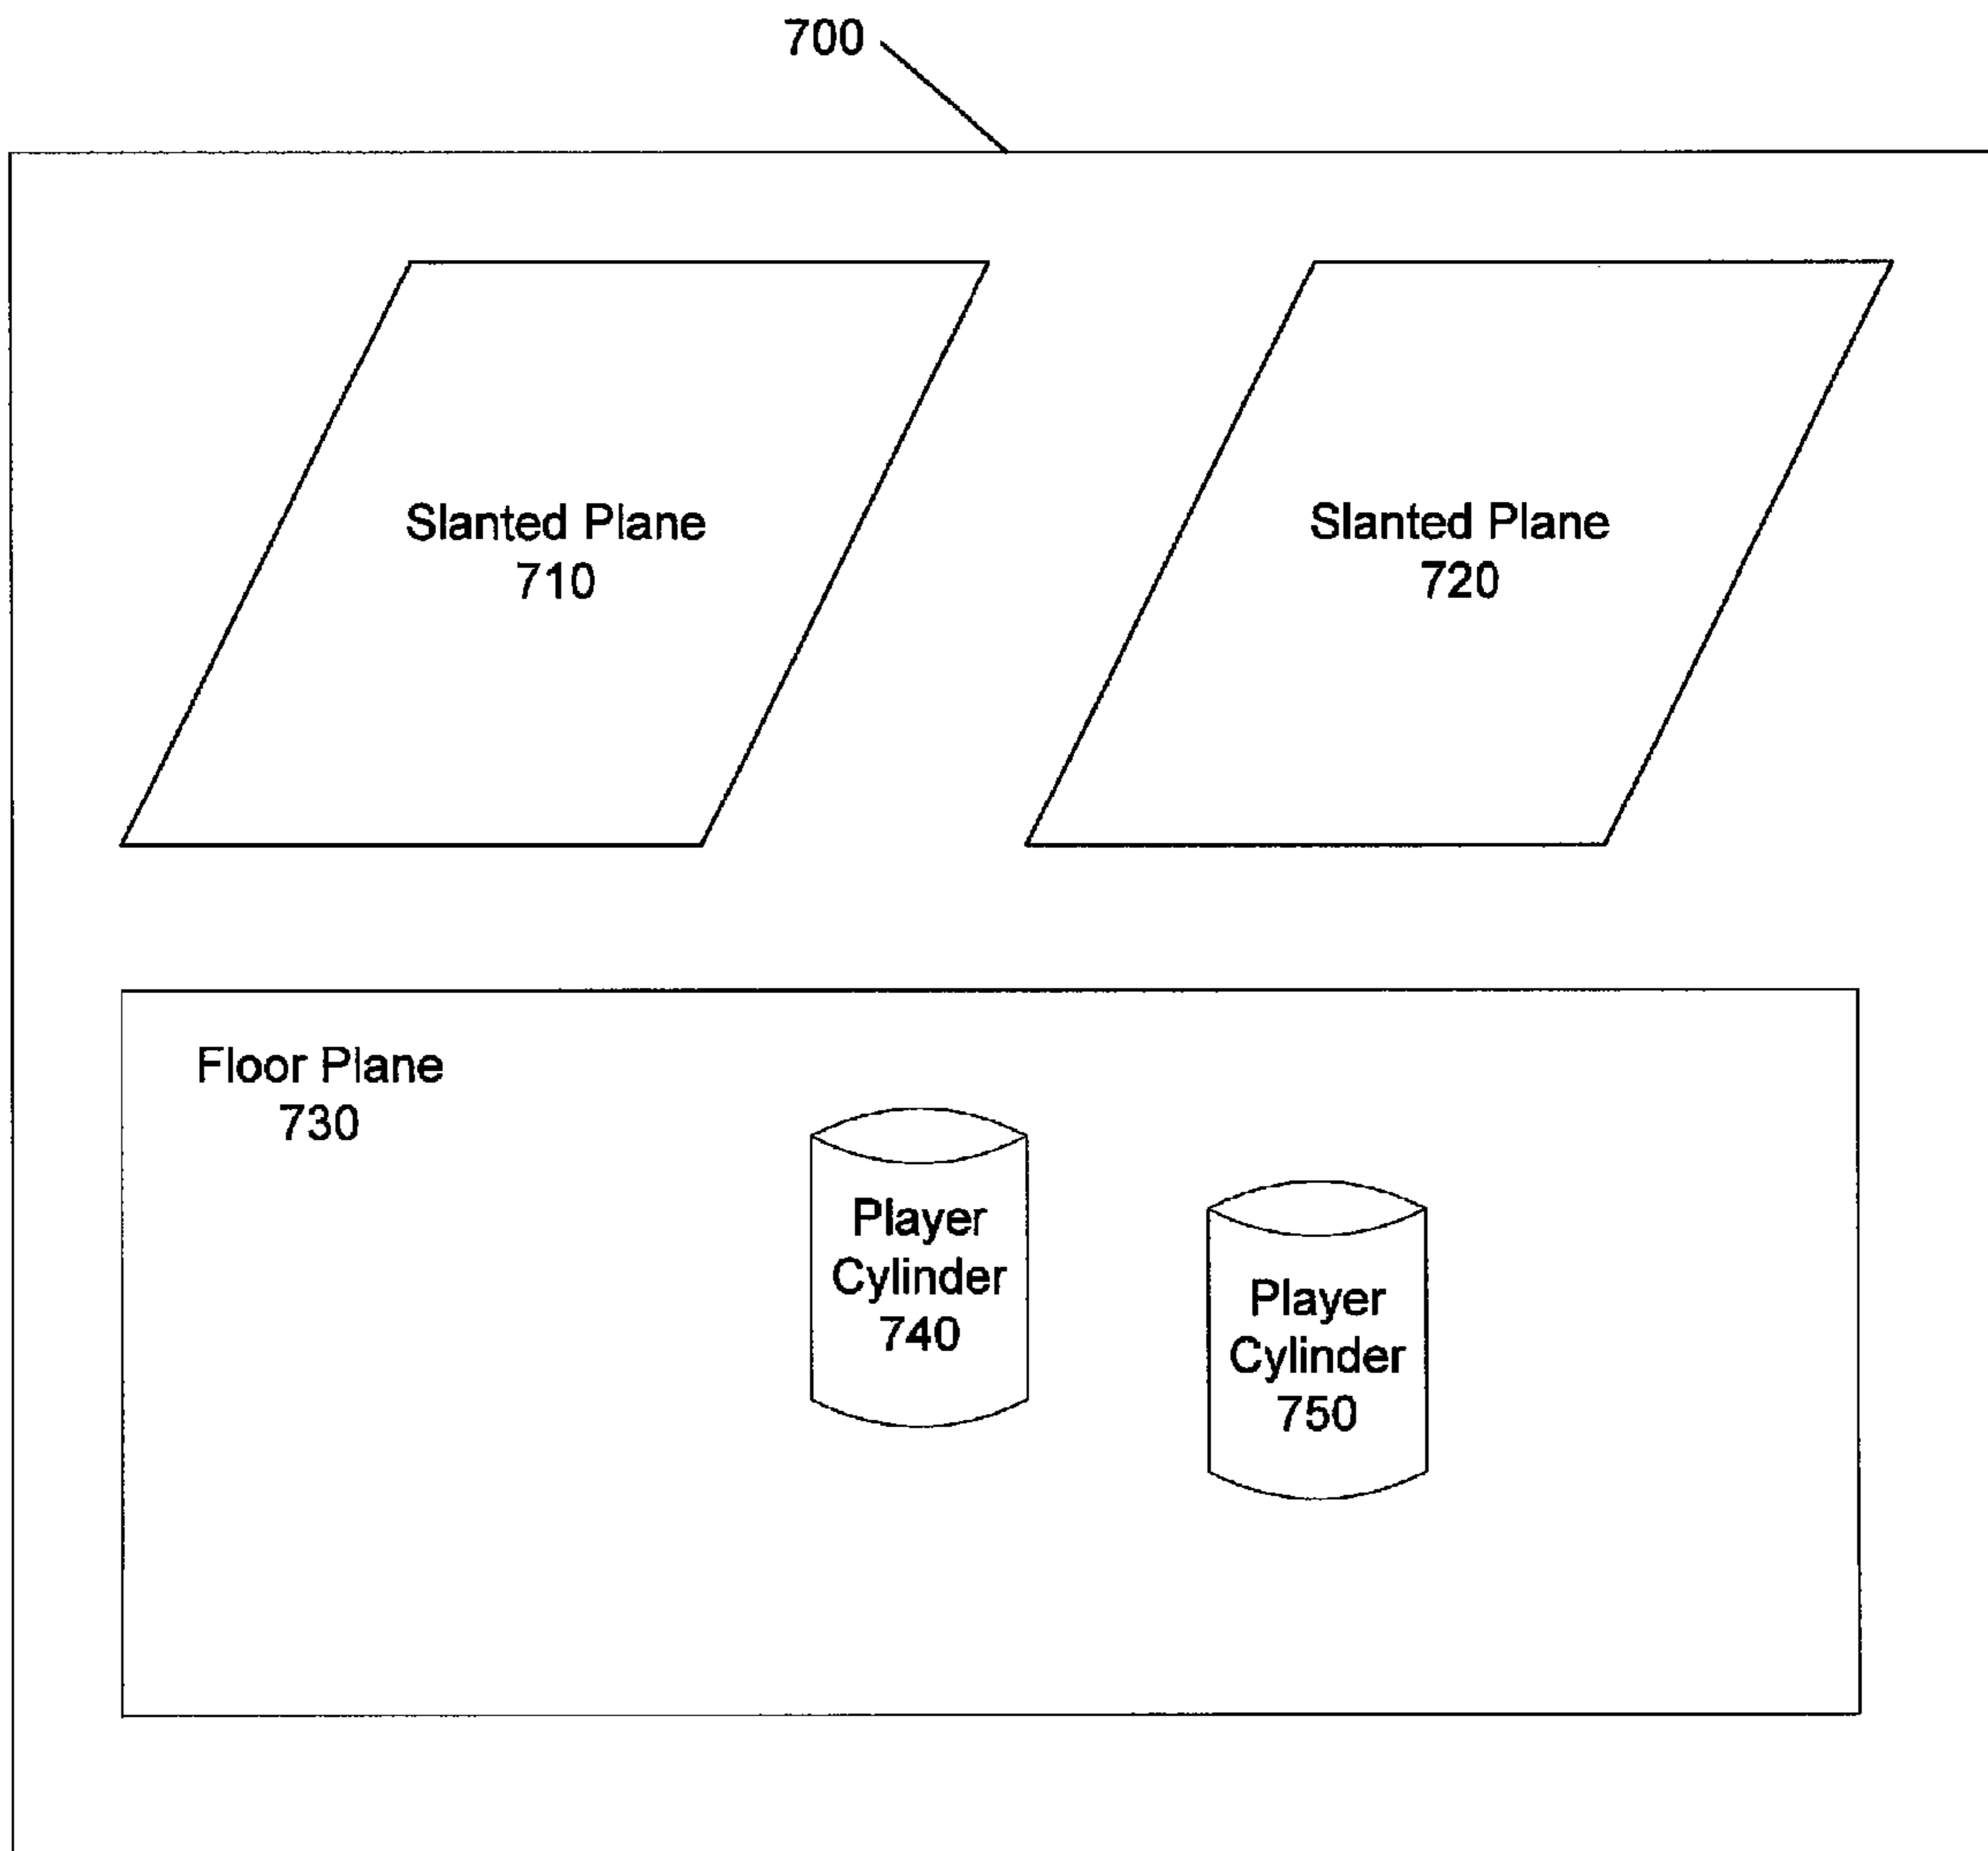 700
Slanted Plane
710
Slanted Plane
720
Floor Plane
730
Player
Cylinder
740
Player
Cylinder
750